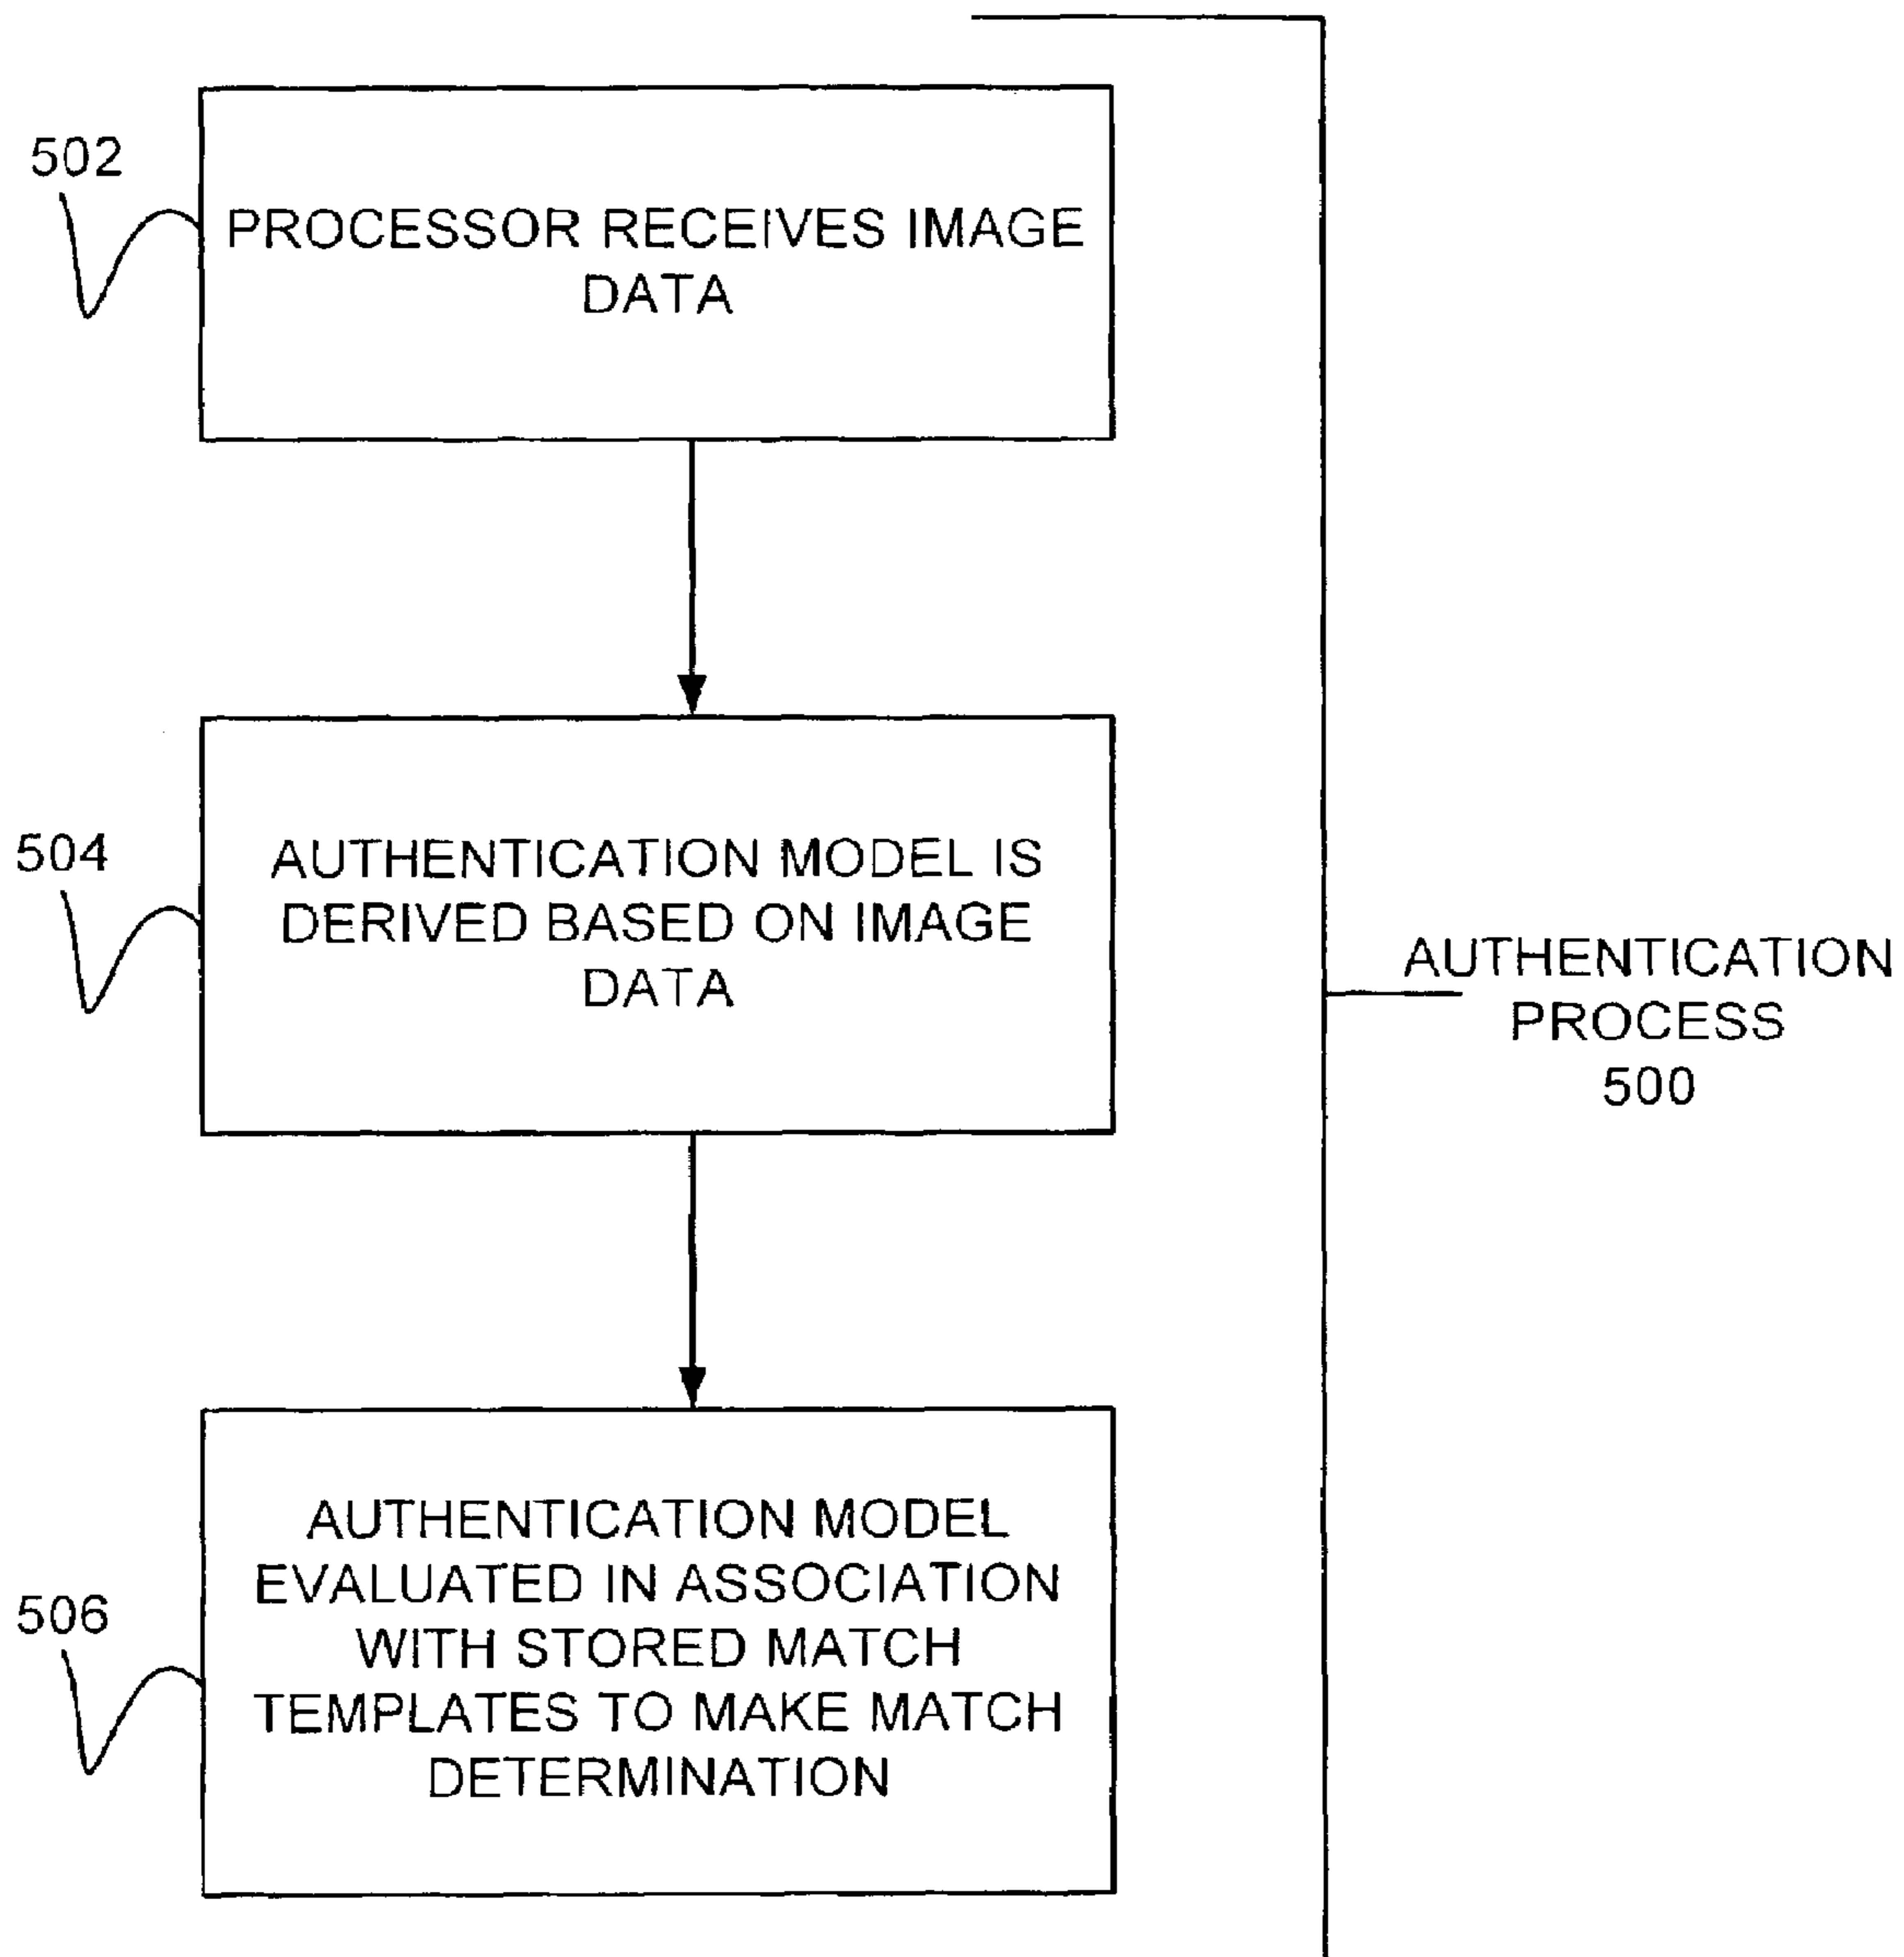 502
PROCESSOR RECEIVES IMAGE
DATA
504
AUTHENTICATION MODEL IS
DERIVED BASED ON IMAGE
DATA
AUTHENTICATION
PROCESS
500
506
AUTHENTICATION MODEL
EVALUATED IN ASSOCIATION
WITH STORED MATCH
TEMPLATES TO MAKE MATCH
DETERMINATION